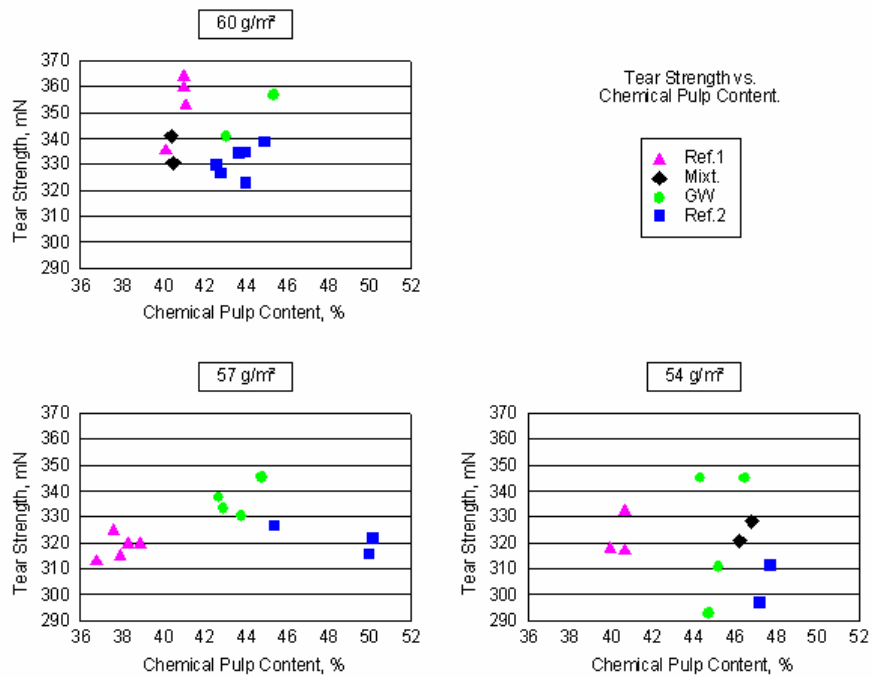 60 g/m²
370
360
350
340
330
320
310
300
290
Tear Strength, mN
36 38 40 42 44 46 48 50 52
Chemical Pulp Content, %
Tear Strength vs.
Chemical Pulp Content.
Ref.1
Mixt.
GW
Ref.2
57 g/m²
370
360
350
340
330
320
310
300
290
Tear Strength, mN
36 38 40 42 44 46 48 50 52
Chemical Pulp Content, %
54 g/m²
370
360
350
340
330
320
310
300
290
Tear Strength, mN
36 38 40 42 44 46 48 50 52
Chemical Pulp Content, %